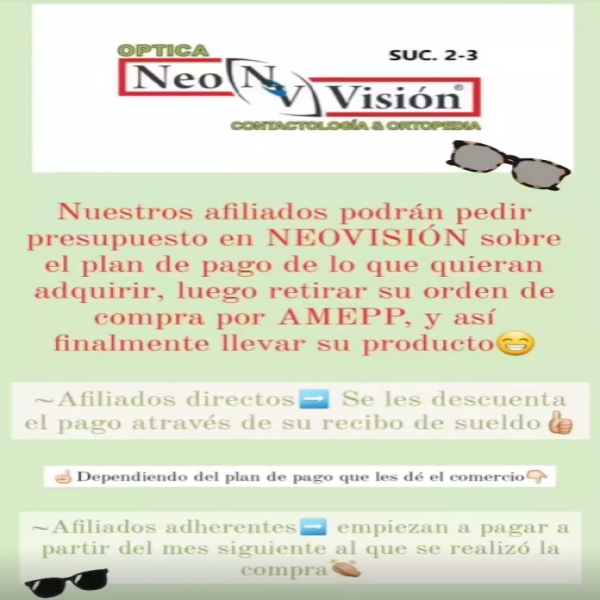 OPTICA
SUC. 2-3
Neo NV Visión®
CONTACTOLOGÍA & ORTOPEDIA
Nuestros afiliados podrán pedir
presupuesto en NEOVISIÓN sobre
el plan de pago de lo que quieran
adquirir, luego retirar su orden de
compra por AMEPP, y así
finalmente llevar su producto😁
~Afiliados directos➡️ Se les descuenta
el pago através de su recibo de sueldo👍🏼
☝🏼Dependiendo del plan de pago que les dé el comercio👇🏼
~Afiliados adherentes➡️ empiezan a pagar a
partir del mes siguiente al que se realizó la
compra👏🏼